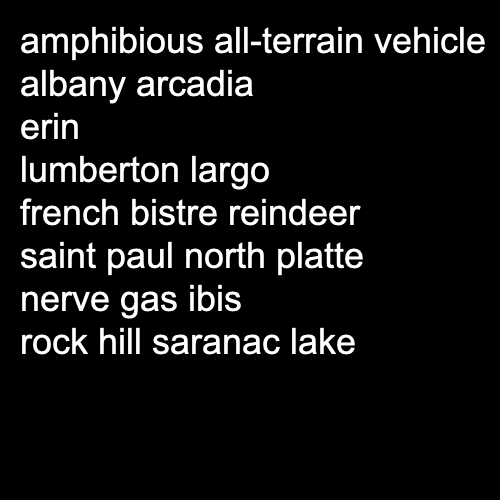 amphibious all-terrain vehicle
albany arcadia
erin
lumberton largo
french bistre reindeer
saint paul north platte
nerve gas ibis
rock hill saranac lake